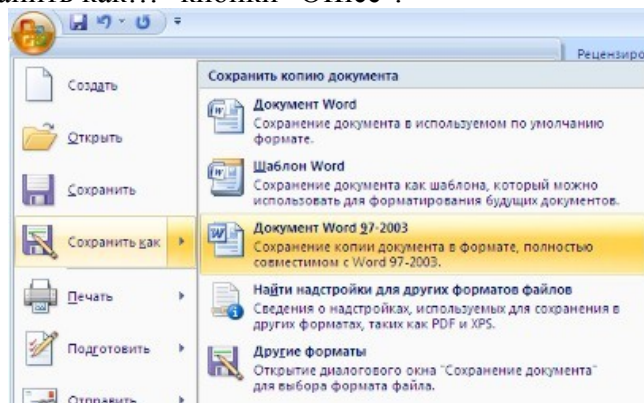 как… кнопки "Office".
Рецензиро
Создать
Открыть
Сохранить
Сохранить как
Печать
Подготовить
Отправить
Сохранить копию документа
Документ Word
Сохранение документа в используемом по умолчанию
формате.
Шаблон Word
Сохранение документа как шаблона, который можно
использовать для форматирования будущих документов.
Документ Word 97-2003
Сохранение копии документа в формате, полностью
совместимом с Word 97-2003.
Найти надстройки для других форматов файлов
Сведения о надстройках, используемых для сохранения в
других форматах, таких как PDF и XPS.
Другие форматы
Открытие диалогового окна "Сохранение документа"
для выбора формата файла.